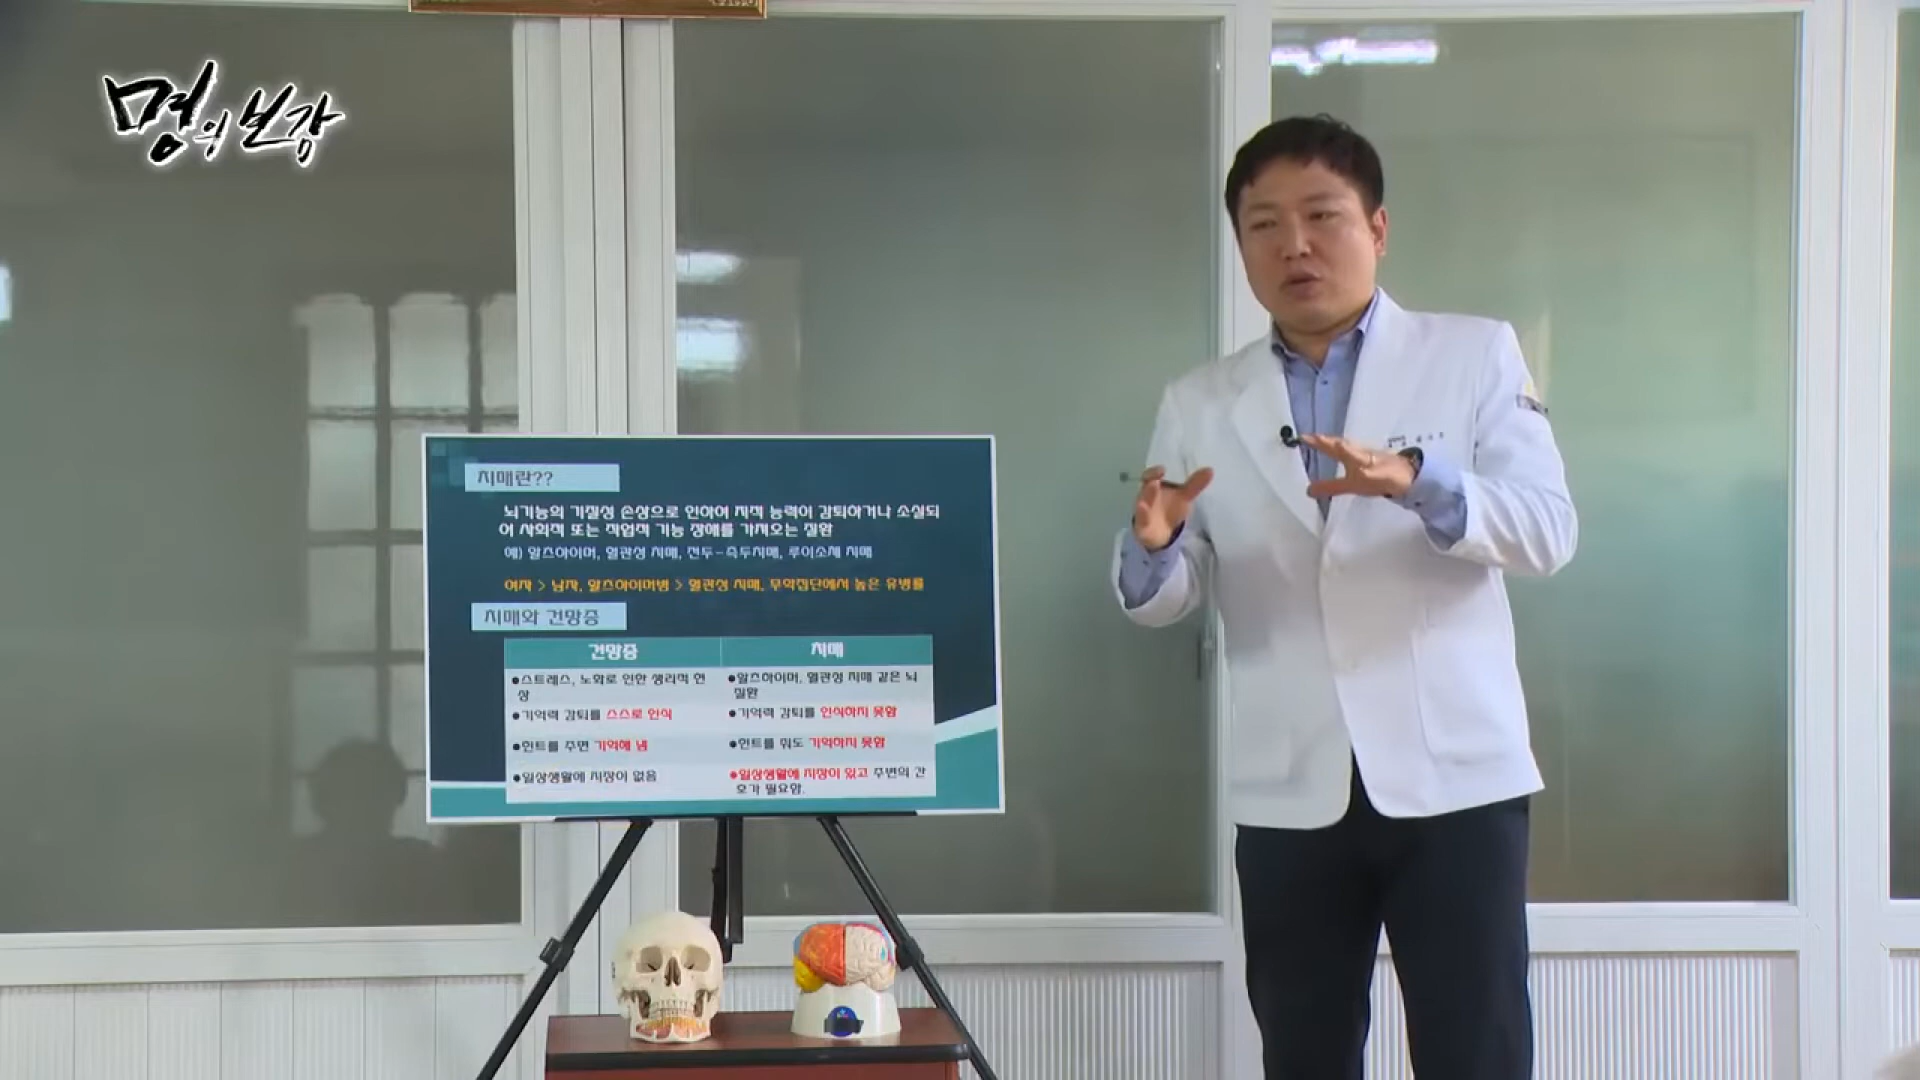 명의보감
치매란??
뇌기능의 기질성 손상으로 인하여 지적 능력이 감퇴하거나 소실되
어 사회적 또는 직업적 기능 장애를 가져오는 질환
예) 알츠하이머, 혈관성 치매, 전두-측두치매, 루이소체 치매
여자 > 남자, 알츠하이머병 > 혈관성 치매, 무학집단에서 높은 유병률
치매와 건망증
건망증 치매
●스트레스, 노화로 인한 생리적 현
상
●기억력 감퇴를 스스로 인식
●힌트를 주면 기억해 냄
●일상생활에 지장이 없음
●알츠하이머, 혈관성 치매 같은 뇌
질환
●기억력 감퇴를 인식하지 못함
●힌트를 줘도 기억하지 못함
●일상생활에 지장이 있고 주변의 간
호가 필요함.